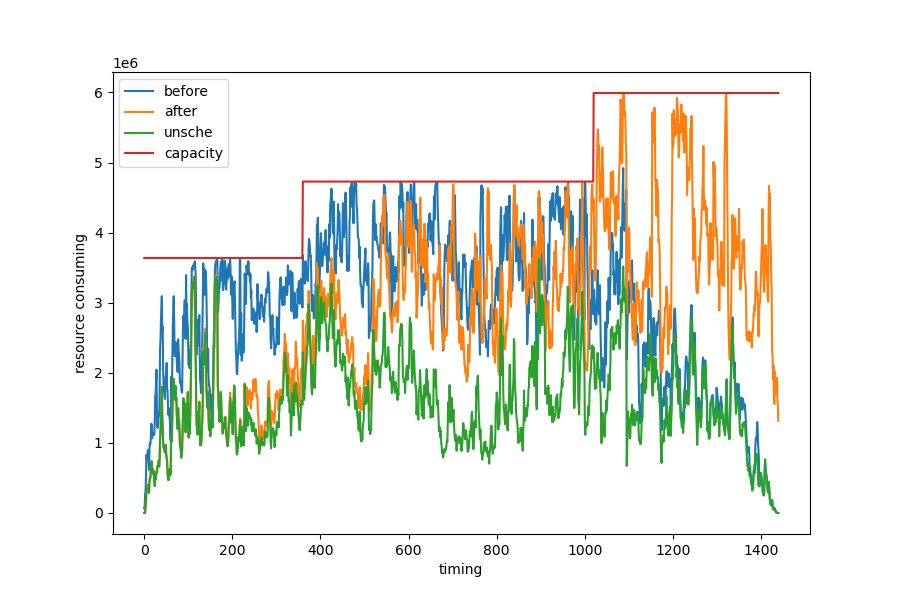 1e6
before
after
unsche
capacity
6
5
4
3
2
1
0
resource consuming
0 200 400 600 800 1000 1200 1400
timing